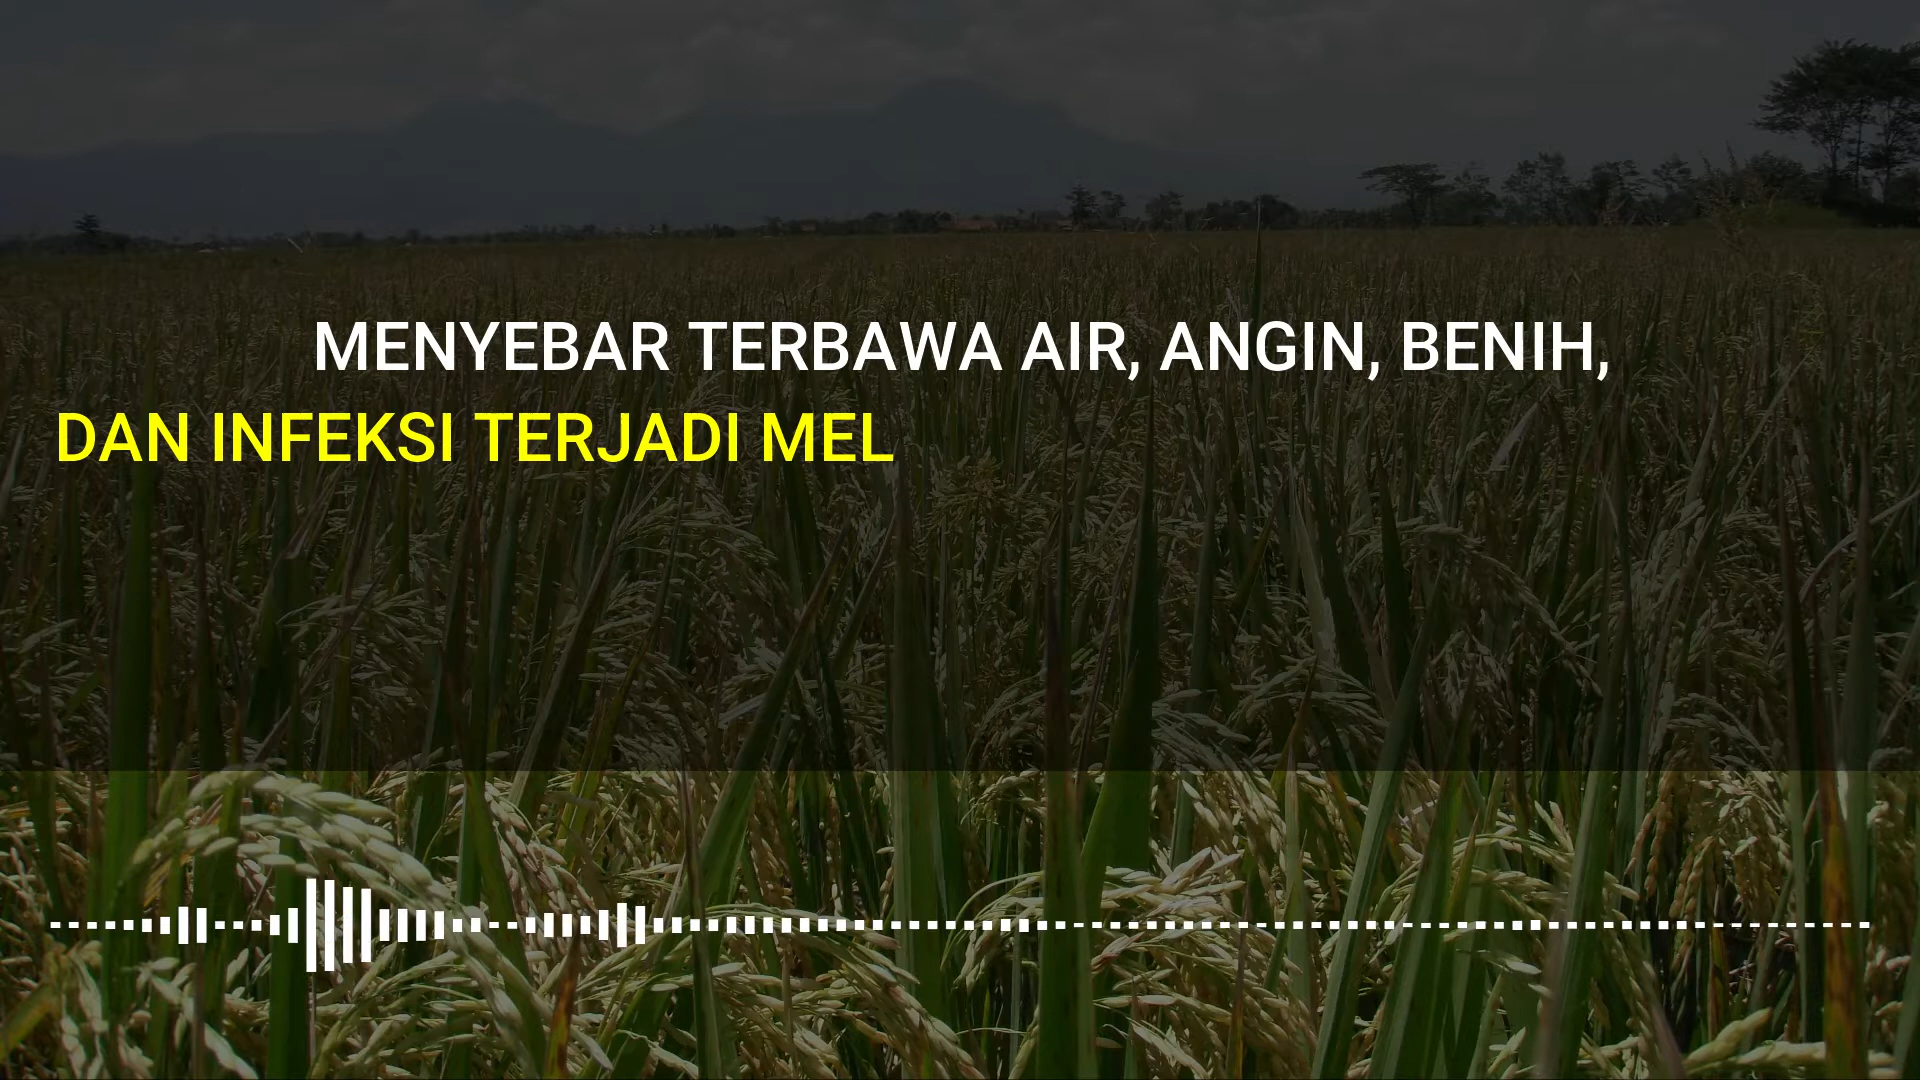 MENYEBAR TERBAWA AIR, ANGIN, BENIH,
DAN INFEKSI TERJADI MEL